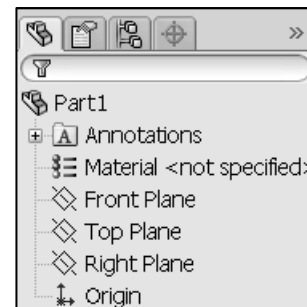 »
Part1
A Annotations
Material <not specified>
Front Plane
Top Plane
Right Plane
Origin